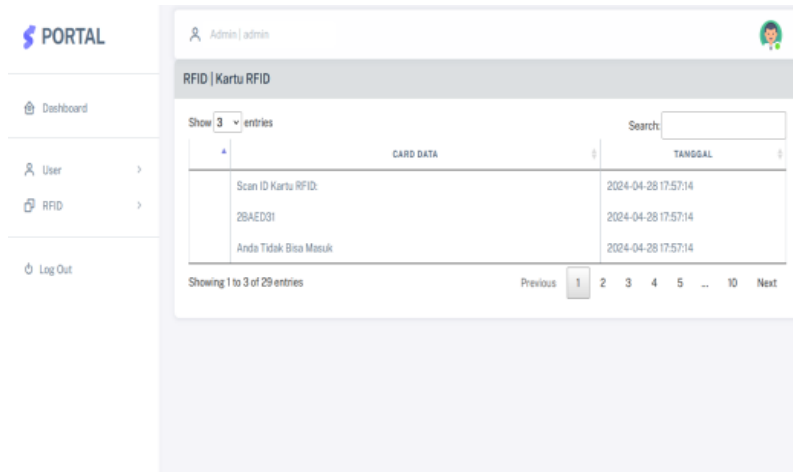 PORTAL
Admin | admin
RFID | Kartu RFID
Dashboard
User
RFID
Log Out
Show 3 entries
Search:
CARD DATA TANGGAL
Scan ID Kartu RFID: 2024-04-28 17:57:14
2BAED31 2024-04-28 17:57:14
Anda Tidak Bisa Masuk 2024-04-28 17:57:14
Showing 1 to 3 of 29 entries
Previous 1 2 3 4 5 ... 10 Next